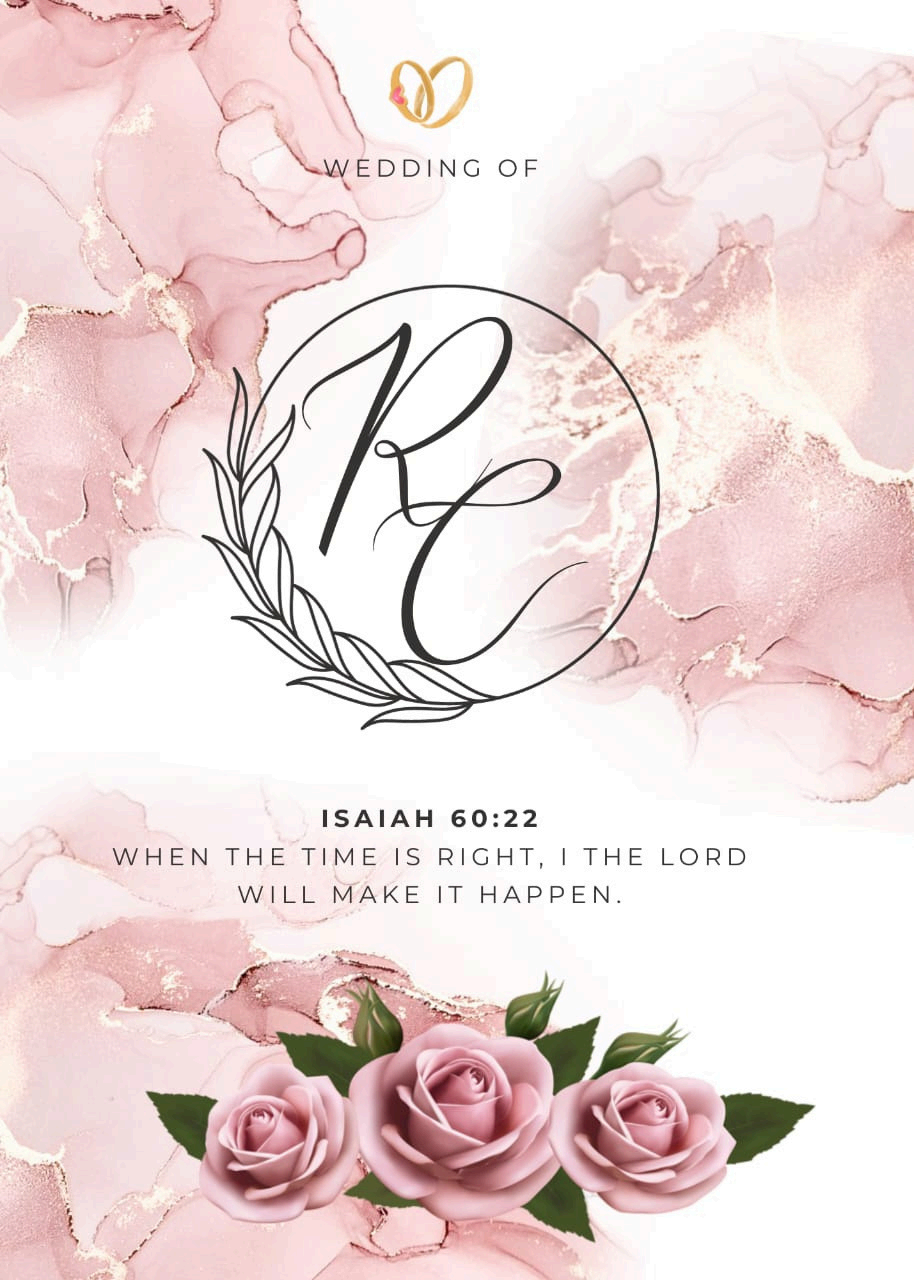 WEDDING OF
RC
ISAIAH 60:22
WHEN THE TIME IS RIGHT, I THE LORD
WILL MAKE IT HAPPEN.